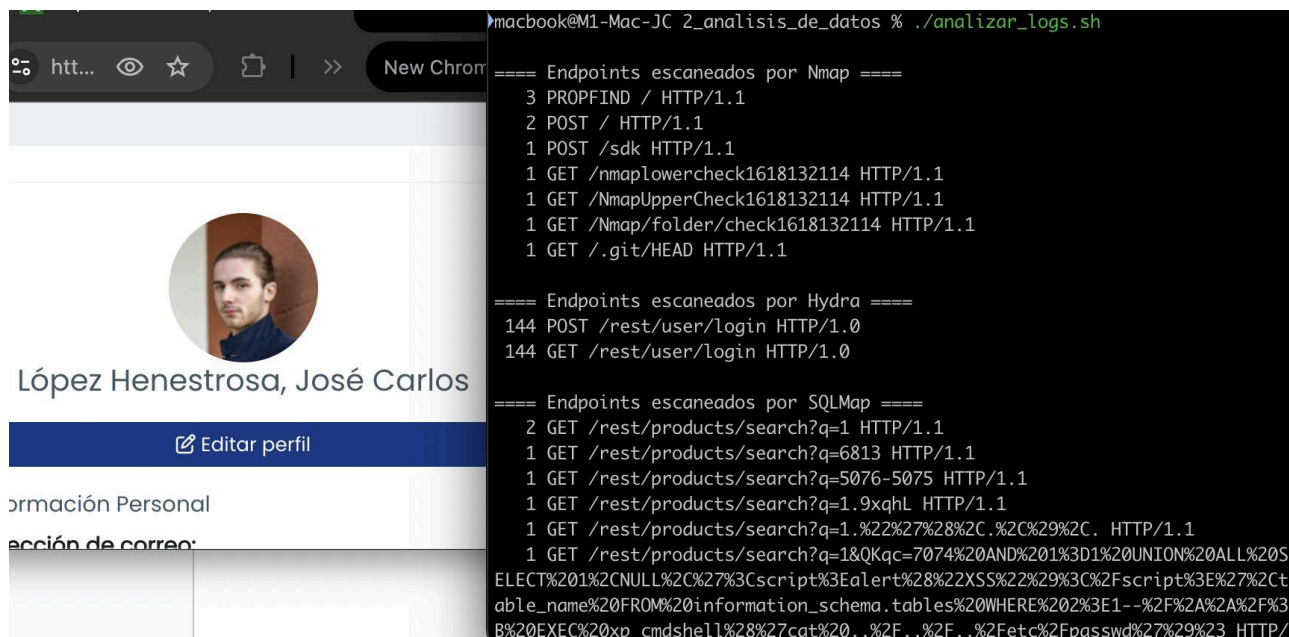 htt...
New Chrom
López Henestrosa, José Carlos
Editar perfil
ormación Personal
ección de correo:
macbook@M1-Mac-JC 2_analisis_de_datos % ./analizar_logs.sh
==== Endpoints escaneados por Nmap ====
3 PROPFIND / HTTP/1.1
2 POST / HTTP/1.1
1 POST /sdk HTTP/1.1
1 GET /nmaplowercheck1618132114 HTTP/1.1
1 GET /NmapUpperCheck1618132114 HTTP/1.1
1 GET /Nmap/folder/check1618132114 HTTP/1.1
1 GET /.git/HEAD HTTP/1.1
==== Endpoints escaneados por Hydra ====
144 POST /rest/user/login HTTP/1.0
144 GET /rest/user/login HTTP/1.0
==== Endpoints escaneados por SQLMap ====
2 GET /rest/products/search?q=1 HTTP/1.1
1 GET /rest/products/search?q=6813 HTTP/1.1
1 GET /rest/products/search?q=5076-5075 HTTP/1.1
1 GET /rest/products/search?q=1.9xqhL HTTP/1.1
1 GET /rest/products/search?q=1.%22%27%28%2C.%2C%29%2C. HTTP/1.1
1 GET /rest/products/search?q=1&QKqc=7074%20AND%201%3D1%20UNION%20ALL%20S
ELECT%201%2CNULL%2C%27%3Cscript%3Ealert%28%22XSS%22%29%3C%2Fscript%3E%27%2Ct
able_name%20FROM%20information_schema.tables%20WHERE%202%3E1--%2F%2A%2A%2F%3
B%20EXEC%20xp_cmdshell%28%27cat%20..%2F..%2F..%2Fetc%2Fpasswd%27%29%23 HTTP/